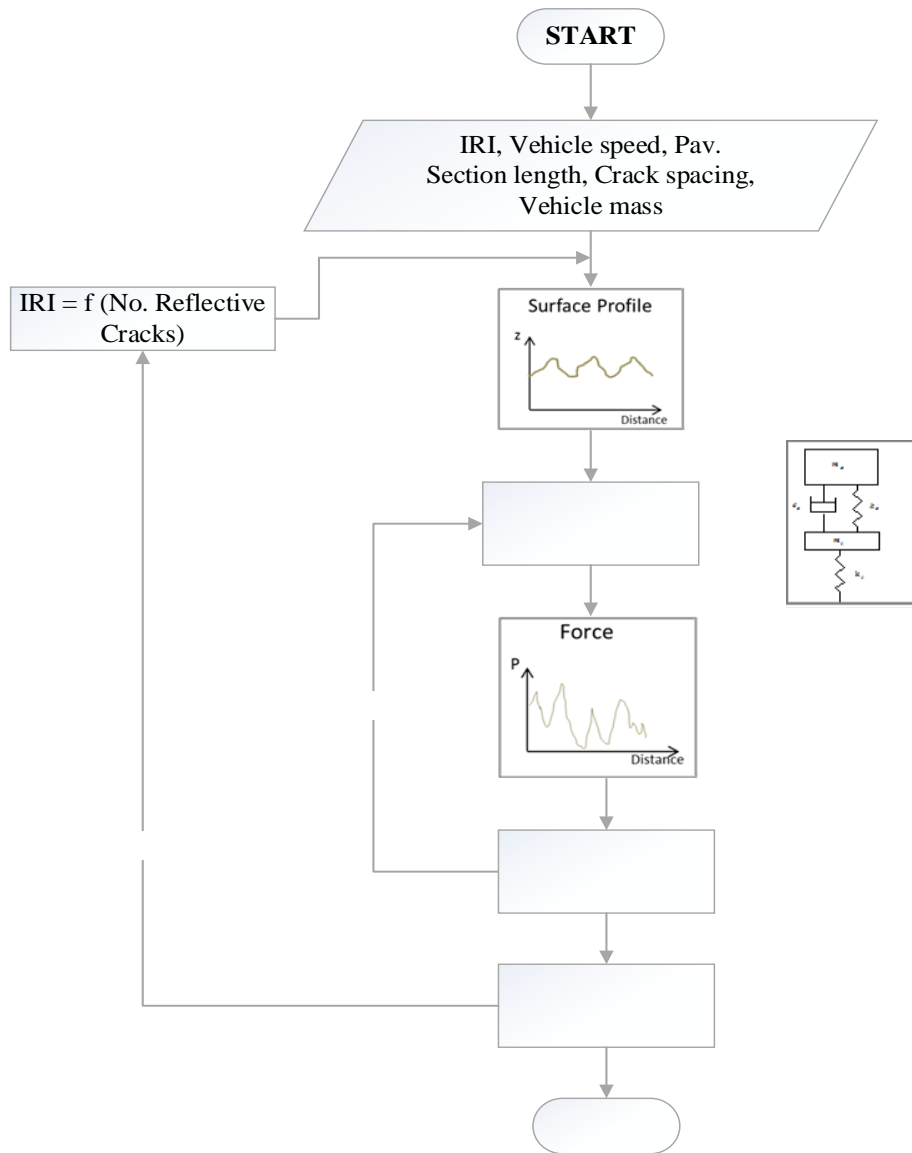 START
IRI, Vehicle speed, Pav.
Section length, Crack spacing,
Vehicle mass
IRI = f (No. Reflective
Cracks)
Surface Profile
z
Distance
Force
P
Distance